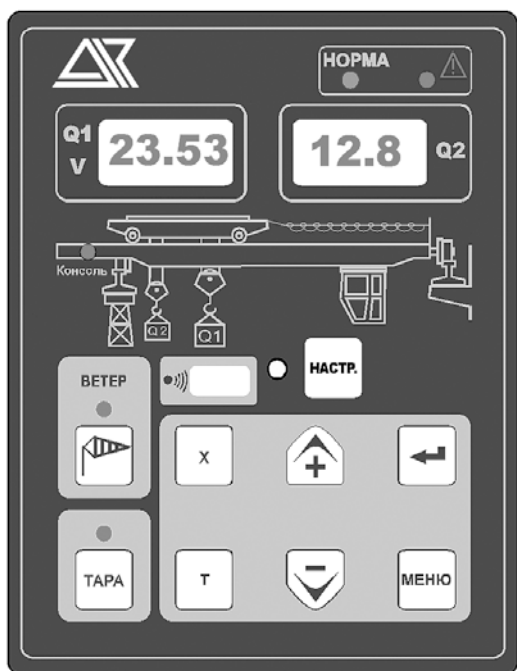 НОРМА
Q1
V
23.53
12.8
Q2
Консоль
Q2
Q1
ВЕТЕР
НАСТР.
X
+
ТАРА
T
–
МЕНЮ